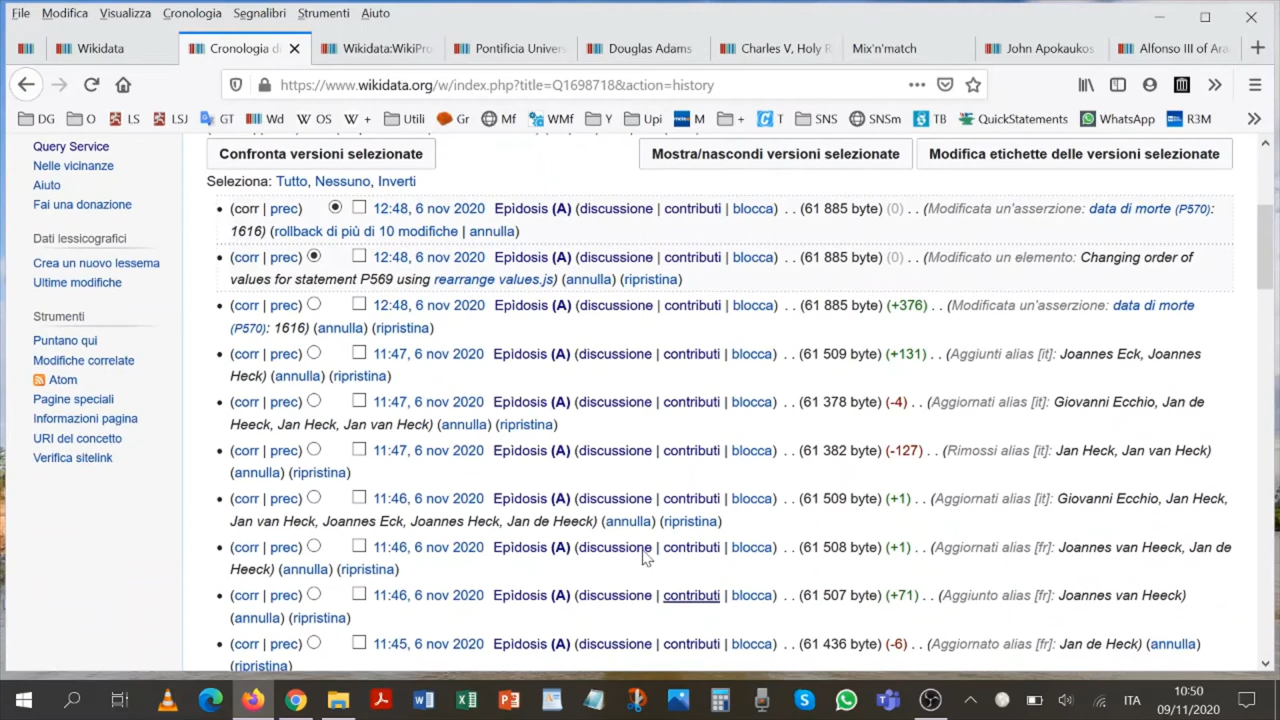 File Modifica Visualizza Cronologia Segnalibri Strumenti Aiuto
Wikidata Cronologia d Wikidata:WikiPro Pontificia Univer Douglas Adams Charles V, Holy R Mix'n'match John Apokaukos Alfonso III of Ara
https://www.wikidata.org/w/index.php?title=Q1698718&action=history
DG O LS LSJ GT Wd OS + Utili Gr Mf WMf Y Upi M + T SNS SNSm TB QuickStatements WhatsApp R3M
Query Service
Nelle vicinanze
Aiuto
Fai una donazione
Dati lessicografici
Crea un nuovo lessema
Ultime modifiche
Strumenti
Puntano qui
Modifiche correlate
Atom
Pagine speciali
Informazioni pagina
URI del concetto
Verifica sitelink
Confronta versioni selezionate Mostra/nascondi versioni selezionate Modifica etichette delle versioni selezionate
Seleziona: Tutto, Nessuno, Inverti
• (corr | prec) 12:48, 6 nov 2020 Epìdosis (A) (discussione | contributi | blocca) . . (61 885 byte) (0) . . (Modificata un'asserzione: data di morte (P570):
1616) (rollback di più di 10 modifiche | annulla)
• (corr | prec) 12:48, 6 nov 2020 Epìdosis (A) (discussione | contributi | blocca) . . (61 885 byte) (0) . . (Modificato un elemento: Changing order of
values for statement P569 using rearrange values.js) (annulla) (ripristina)
• (corr | prec) 12:48, 6 nov 2020 Epìdosis (A) (discussione | contributi | blocca) . . (61 885 byte) (+376) . . (Modificata un'asserzione: data di morte
(P570): 1616) (annulla) (ripristina)
• (corr | prec) 11:47, 6 nov 2020 Epìdosis (A) (discussione | contributi | blocca) . . (61 509 byte) (+131) . . (Aggiunti alias [it]: Joannes Eck, Joannes
Heck) (annulla) (ripristina)
• (corr | prec) 11:47, 6 nov 2020 Epìdosis (A) (discussione | contributi | blocca) . . (61 378 byte) (-4) . . (Aggiornati alias [it]: Giovanni Ecchio, Jan de
Heeck, Jan Heck, Jan van Heck) (annulla) (ripristina)
• (corr | prec) 11:47, 6 nov 2020 Epìdosis (A) (discussione | contributi | blocca) . . (61 382 byte) (-127) . . (Rimossi alias [it]: Jan Heck, Jan van Heck)
(annulla) (ripristina)
• (corr | prec) 11:46, 6 nov 2020 Epìdosis (A) (discussione | contributi | blocca) . . (61 509 byte) (+1) . . (Aggiornati alias [it]: Giovanni Ecchio, Jan Heck,
Jan van Heck, Joannes Eck, Joannes Heck, Jan de Heeck) (annulla) (ripristina)
• (corr | prec) 11:46, 6 nov 2020 Epìdosis (A) (discussione | contributi | blocca) . . (61 508 byte) (+1) . . (Aggiornati alias [fr]: Joannes van Heeck, Jan de
Heeck) (annulla) (ripristina)
• (corr | prec) 11:46, 6 nov 2020 Epìdosis (A) (discussione | contributi | blocca) . . (61 507 byte) (+71) . . (Aggiunto alias [fr]: Joannes van Heeck)
(annulla) (ripristina)
• (corr | prec) 11:45, 6 nov 2020 Epìdosis (A) (discussione | contributi | blocca) . . (61 436 byte) (-6) . . (Aggiornato alias [fr]: Jan de Heck) (annulla)
(ripristina)
ITA 10:50
09/11/2020